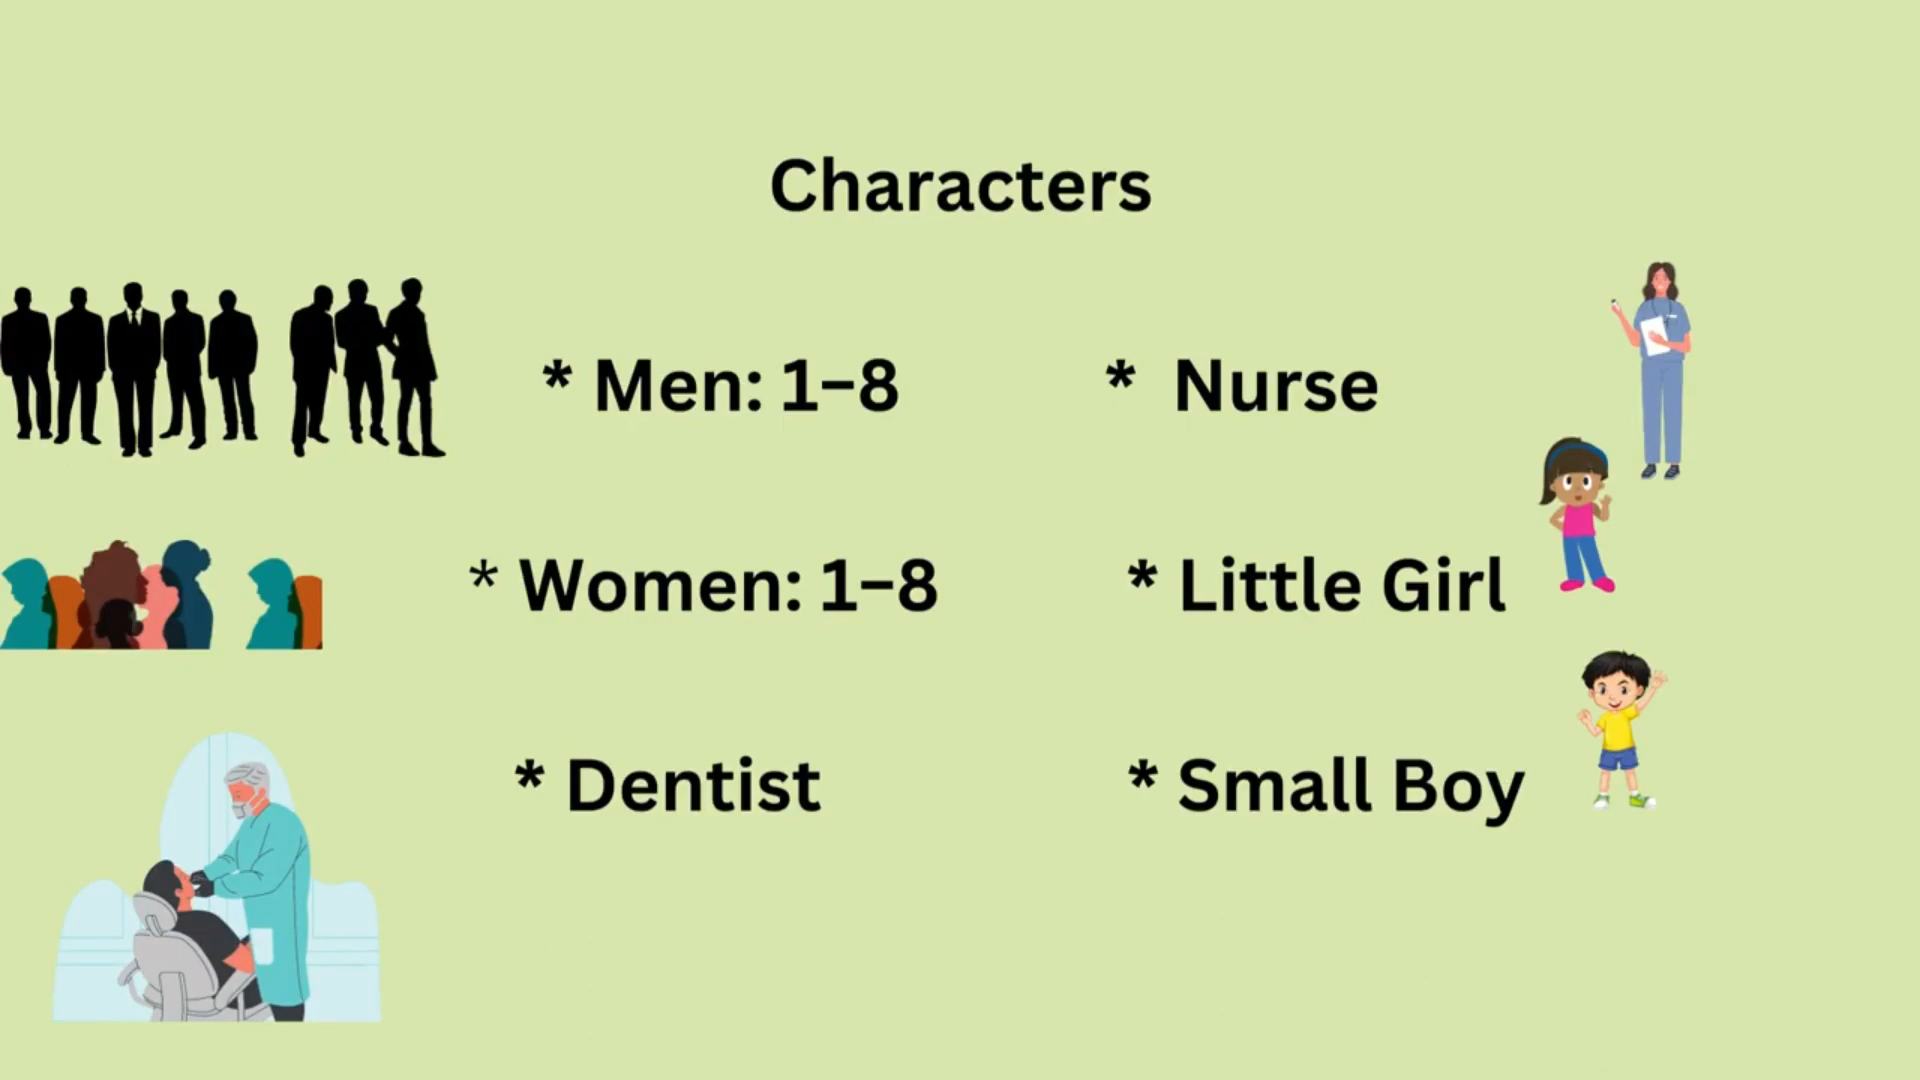 Characters
* Men: 1–8
* Nurse
* Women: 1–8
* Little Girl
* Dentist
* Small Boy